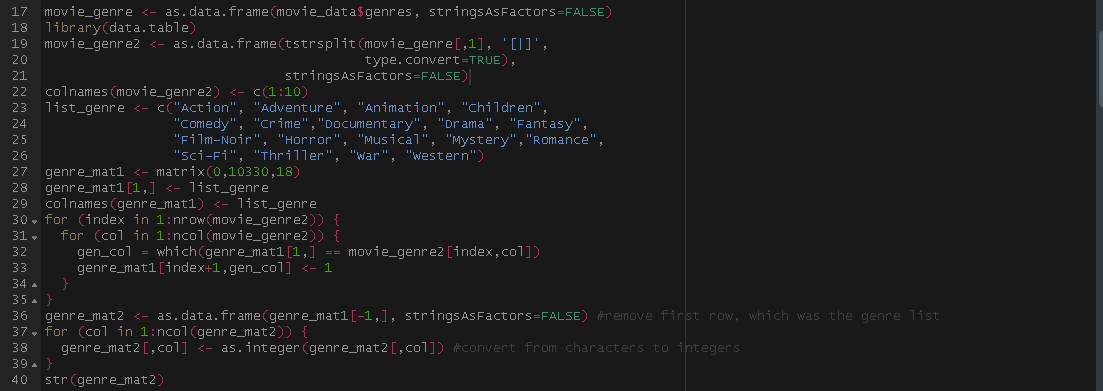 17 movie_genre <- as.data.frame(movie_data$genres, stringsAsFactors=FALSE)
18 library(data.table)
19 movie_genre2 <- as.data.frame(tstrsplit(movie_genre[,1], '[|]',
20                                         type.convert=TRUE),
21                               stringsAsFactors=FALSE)
22 colnames(movie_genre2) <- c(1:10)
23 list_genre <- c("Action", "Adventure", "Animation", "Children",
24                 "Comedy", "Crime","Documentary", "Drama", "Fantasy",
25                 "Film-Noir", "Horror", "Musical", "Mystery","Romance",
26                 "Sci-Fi", "Thriller", "War", "Western")
27 genre_mat1 <- matrix(0,10330,18)
28 genre_mat1[1,] <- list_genre
29 colnames(genre_mat1) <- list_genre
30 for (index in 1:nrow(movie_genre2)) {
31   for (col in 1:ncol(movie_genre2)) {
32     gen_col = which(genre_mat1[1,] == movie_genre2[index,col])
33     genre_mat1[index+1,gen_col] <- 1
34   }
35 }
36 genre_mat2 <- as.data.frame(genre_mat1[-1,], stringsAsFactors=FALSE) #remove first row, which was the genre list
37 for (col in 1:ncol(genre_mat2)) {
38   genre_mat2[,col] <- as.integer(genre_mat2[,col]) #convert from characters to integers
39 }
40 str(genre_mat2)